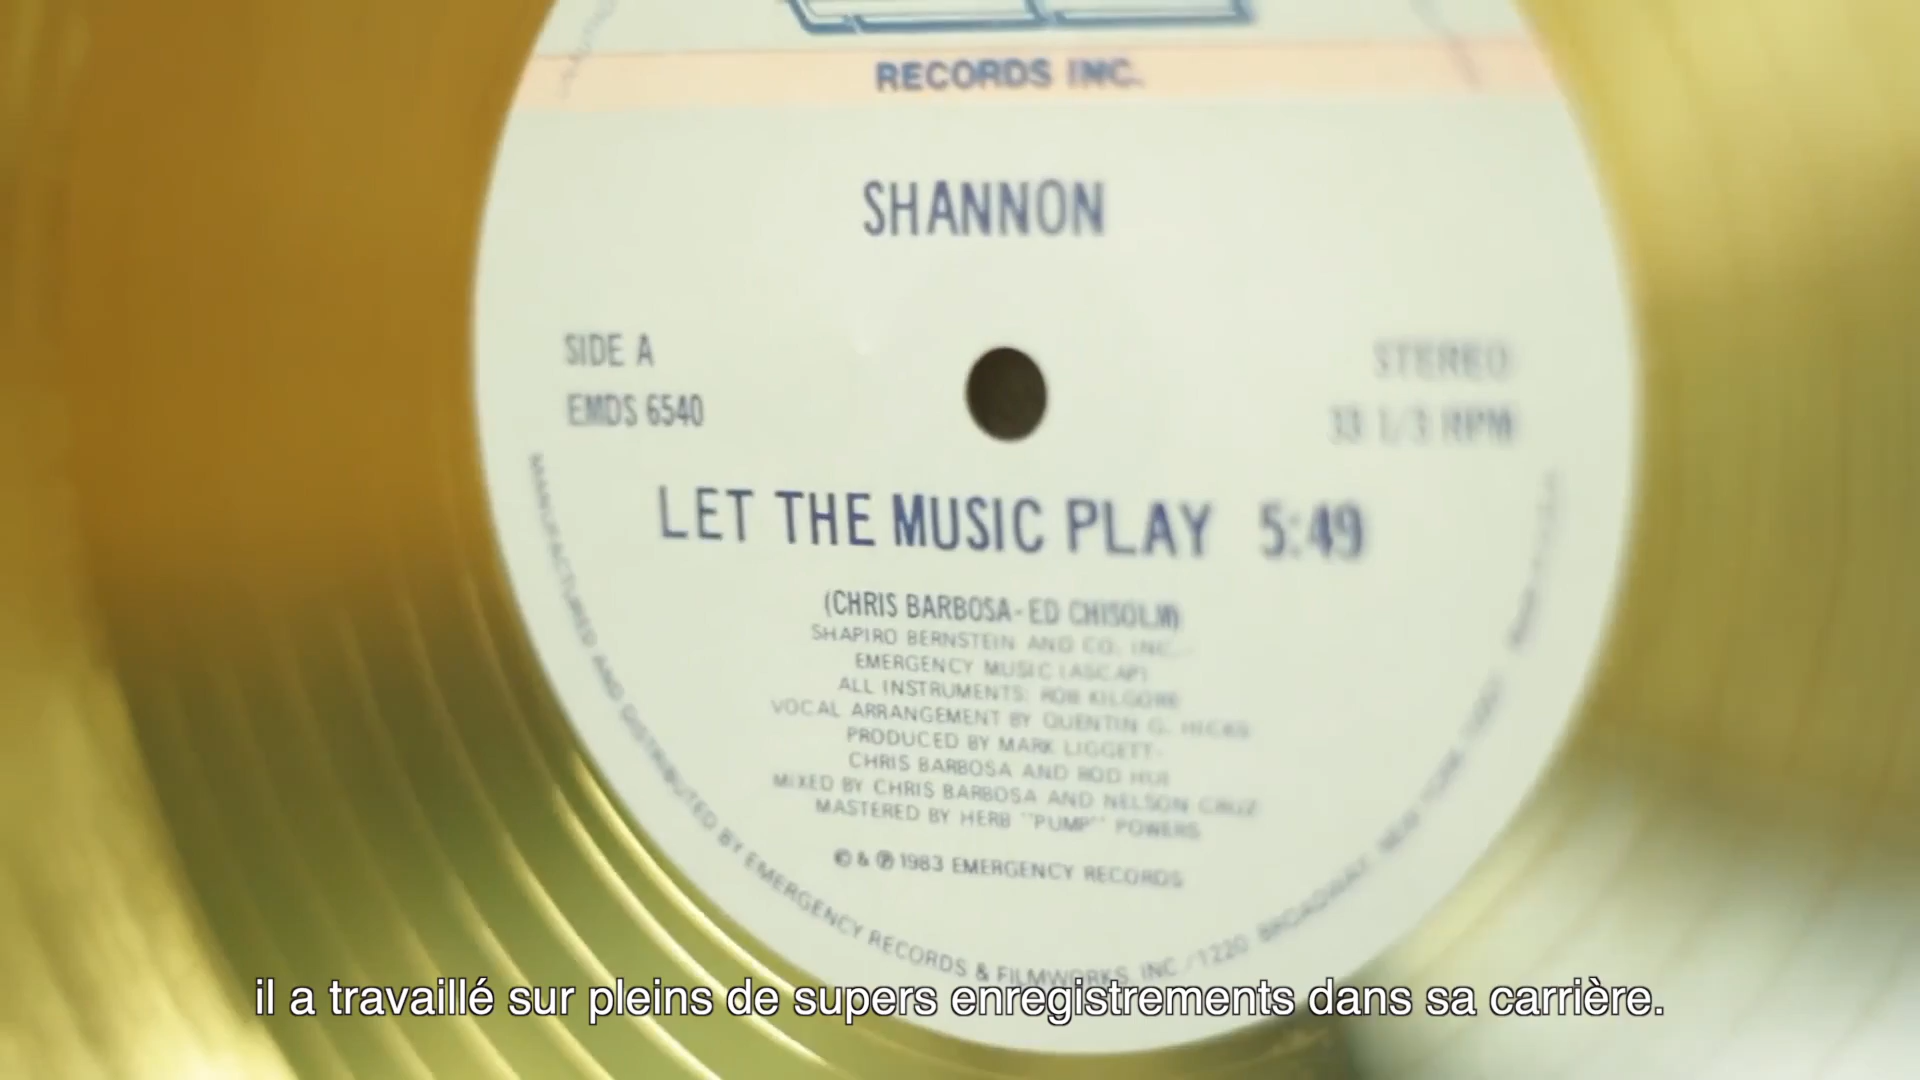 RECORDS INC.
SHANNON
SIDE A
EMDS 6540
STEREO
33 1/3 RPM
LET THE MUSIC PLAY 5:49
(CHRIS BARBOSA - ED CHISOLM)
SHAPIRO BERNSTEIN AND CO. INC. -
EMERGENCY MUSIC (ASCAP)
ALL INSTRUMENTS: ROB KILGORE
VOCAL ARRANGEMENT BY QUENTIN G. HICKS
PRODUCED BY MARK LIGGETT-
CHRIS BARBOSA AND ROD HUI
MIXED BY CHRIS BARBOSA AND NELSON CRUZ
MASTERED BY HERB "PUMP" POWERS
© & ℗ 1983 EMERGENCY RECORDS
MANUFACTURED AND DISTRIBUTED BY EMERGENCY RECORDS & FILMWORKS INC / 1220 BROADWAY, NEW YORK
il a travaillé sur pleins de supers enregistrements dans sa carrière.